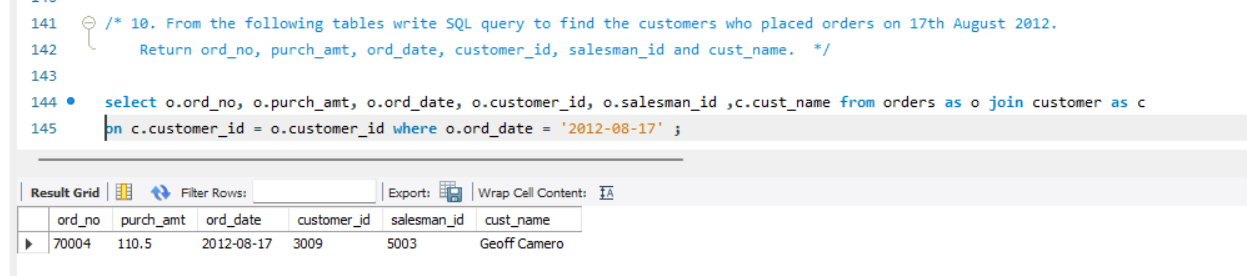 141 /* 10. From the following tables write SQL query to find the customers who placed orders on 17th August 2012.
142 Return ord_no, purch_amt, ord_date, customer_id, salesman_id and cust_name. */
143
144 select o.ord_no, o.purch_amt, o.ord_date, o.customer_id, o.salesman_id ,c.cust_name from orders as o join customer as c
145 on c.customer_id = o.customer_id where o.ord_date = '2012-08-17' ;
Result Grid Filter Rows: Export: Wrap Cell Content:
ord_no purch_amt ord_date customer_id salesman_id cust_name
70004 110.5 2012-08-17 3009 5003 Geoff Camero